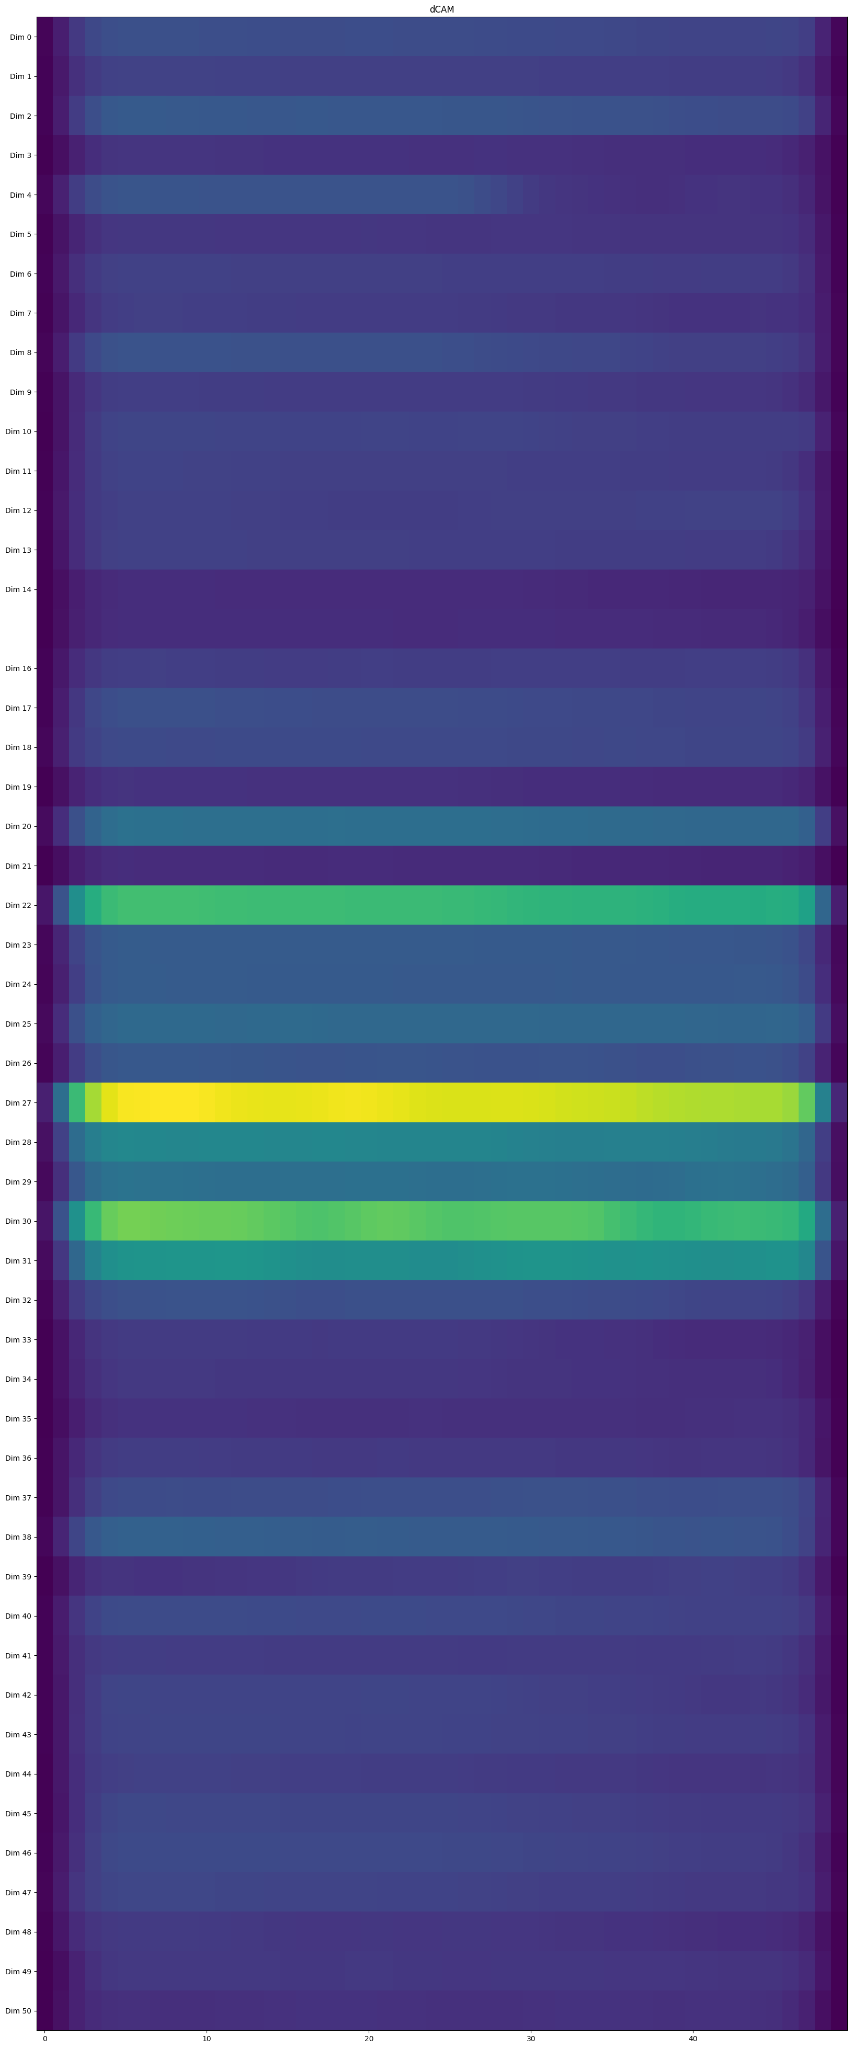 dCAM
Dim 0
Dim 1
Dim 2
Dim 3
Dim 4
Dim 5
Dim 6
Dim 7
Dim 8
Dim 9
Dim 10
Dim 11
Dim 12
Dim 13
Dim 14
Dim 16
Dim 17
Dim 18
Dim 19
Dim 20
Dim 21
Dim 22
Dim 23
Dim 24
Dim 25
Dim 26
Dim 27
Dim 28
Dim 29
Dim 30
Dim 31
Dim 32
Dim 33
Dim 34
Dim 35
Dim 36
Dim 37
Dim 38
Dim 39
Dim 40
Dim 41
Dim 42
Dim 43
Dim 44
Dim 45
Dim 46
Dim 47
Dim 48
Dim 49
Dim 50
0 10 20 30 40